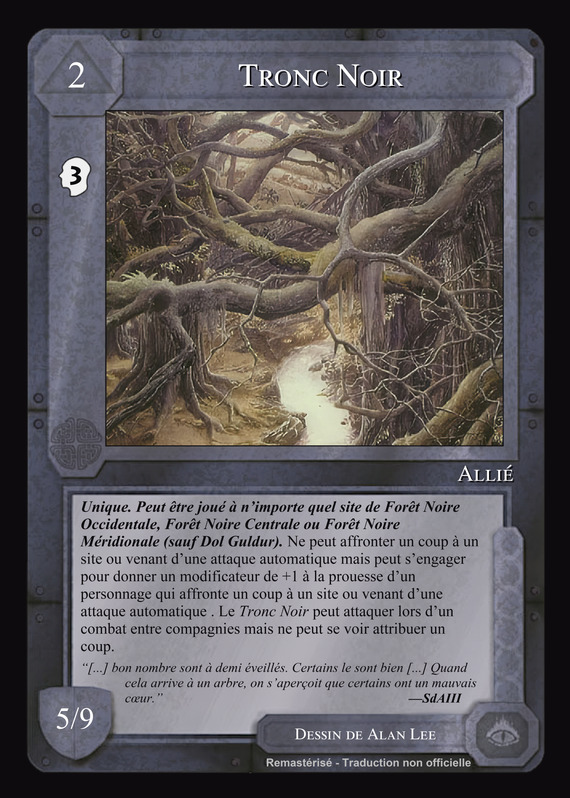 2
Tronc Noir
3
Allié
Unique. Peut être joué à n'importe quel site de Forêt Noire
Occidentale, Forêt Noire Centrale ou Forêt Noire
Méridionale (sauf Dol Guldur). Ne peut affronter un coup à un
site ou venant d'une attaque automatique mais peut s'engager
pour donner un modificateur de +1 à la prouesse d'un
personnage qui affronte un coup à un site ou venant d'une
attaque automatique . Le Tronc Noir peut attaquer lors d'un
combat entre compagnies mais ne peut se voir attribuer un
coup.
“[...] bon nombre sont à demi éveillés. Certains le sont bien [...] Quand
cela arrive à un arbre, on s'aperçoit que certains ont un mauvais
cœur.”
—SdAIII
5/9
Dessin de Alan Lee
Remastérisé - Traduction non officielle